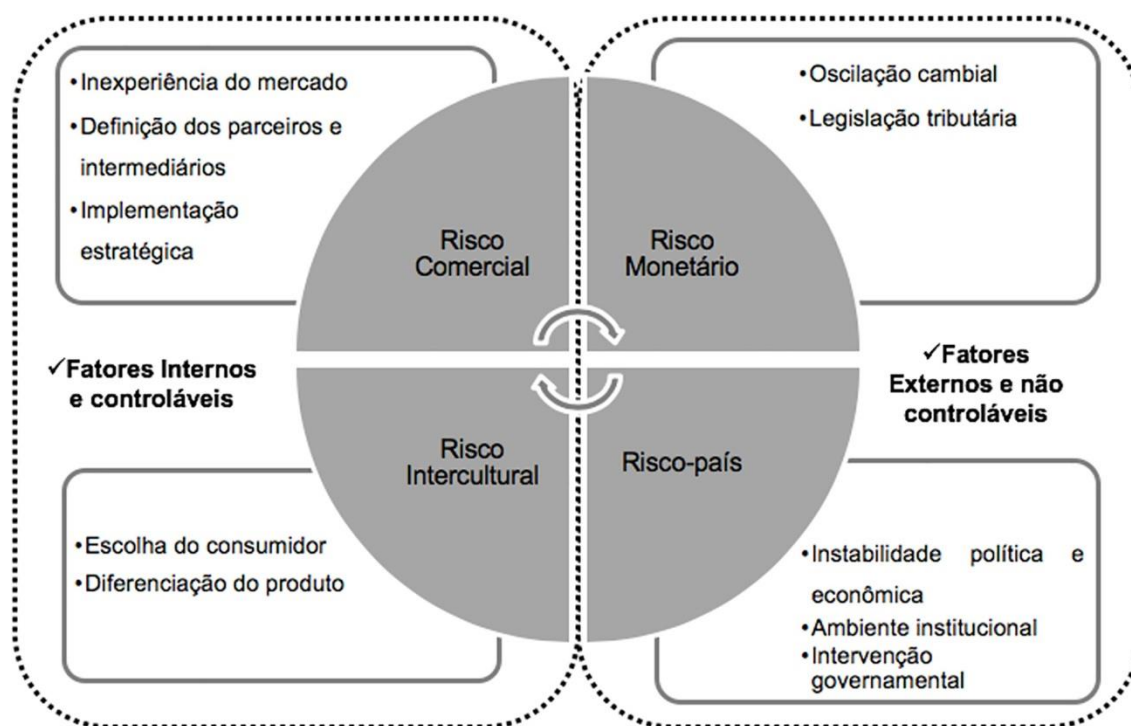 •Inexperiência do mercado
•Definição dos parceiros e
intermediários
•Implementação
estratégica
Risco
Comercial
•Oscilação cambial
•Legislação tributária
Risco
Monetário
✓Fatores Internos
e controláveis
✓Fatores
Externos e não
controláveis
Risco
Intercultural
•Escolha do consumidor
•Diferenciação do produto
Risco-país
•Instabilidade política e
econômica
•Ambiente institucional
•Intervenção
governamental